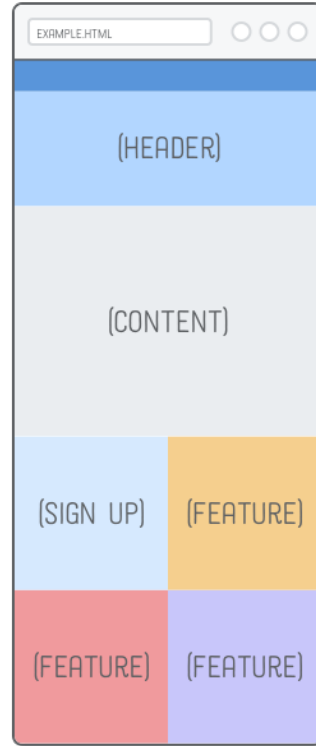 EXAMPLE.HTML
(HEADER)
(CONTENT)
(SIGN UP) (FEATURE)
(FEATURE) (FEATURE)